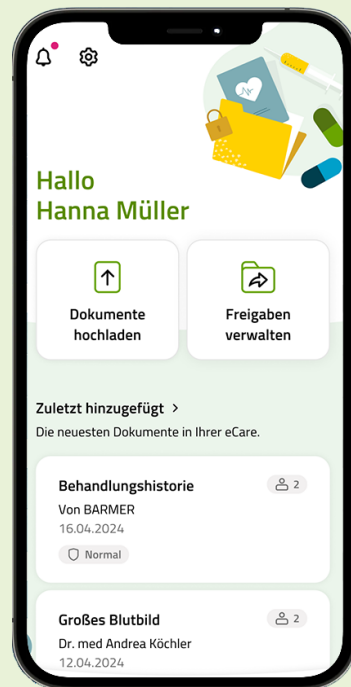 Hallo
Hanna Müller
Dokumente
hochladen
Freigaben
verwalten
Zuletzt hinzugefügt >
Die neuesten Dokumente in Ihrer eCare.
Behandlungshistorie
2
Von BARMER
16.04.2024
Normal
Großes Blutbild
2
Dr. med Andrea Köchler
12.04.2024